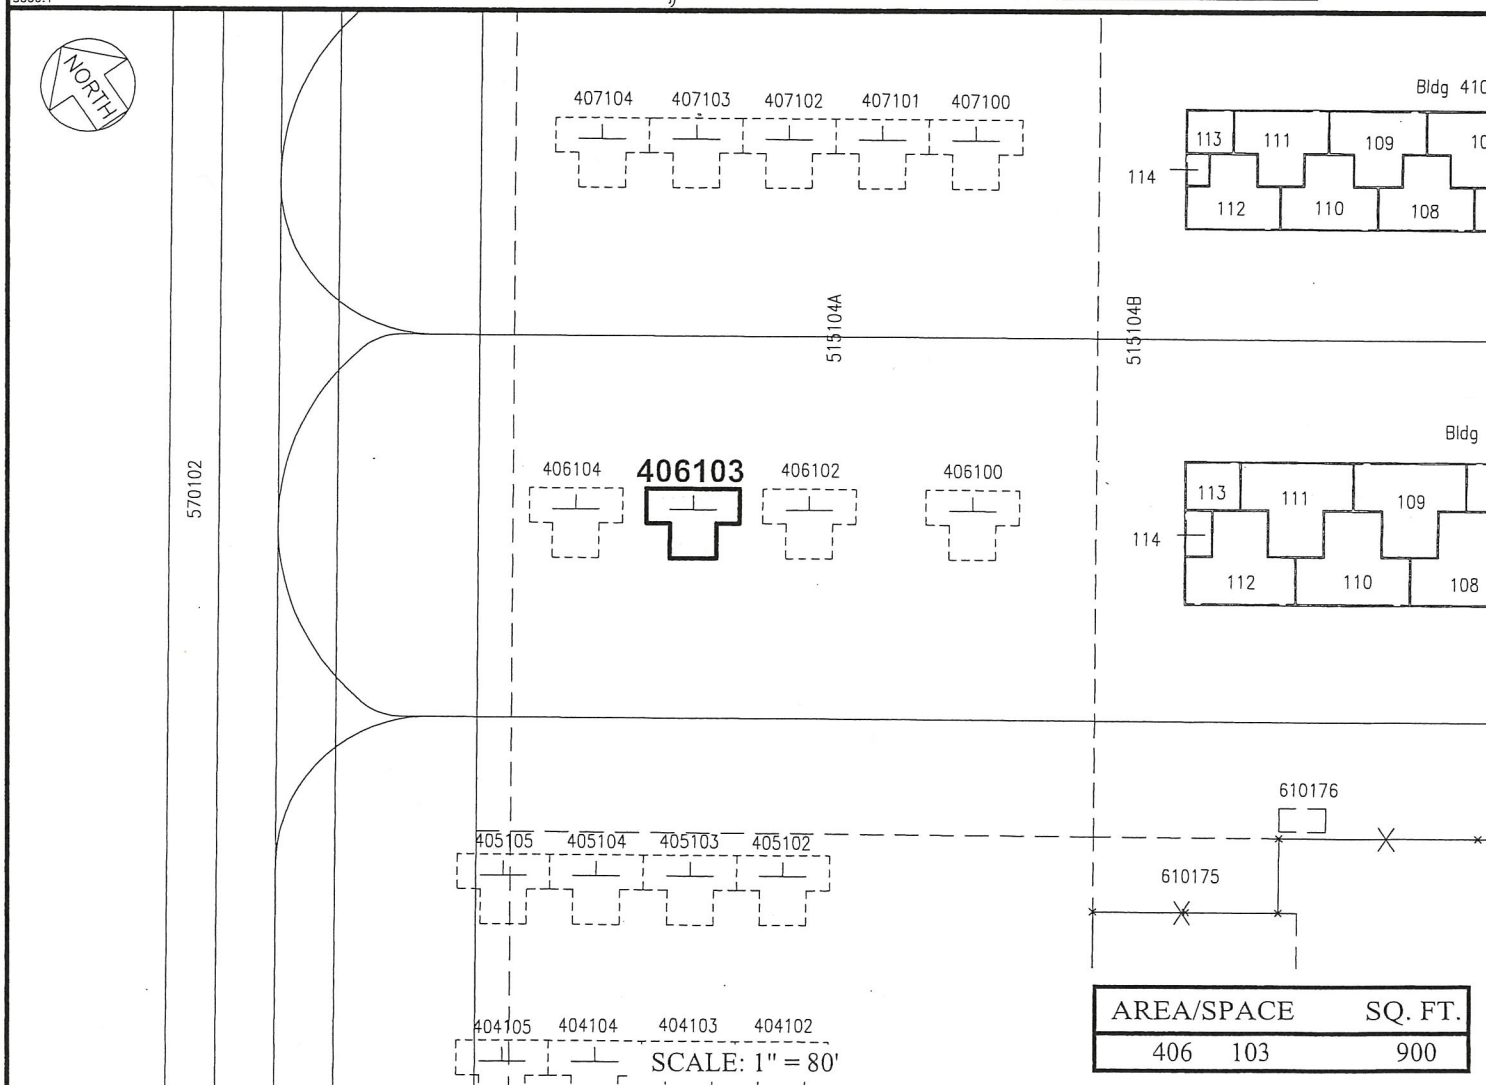 NORTH
407104 407103 407102 407101 407100
Bldg 410
113 111 109 10
114
112 110 108
515104A
515104B
570102
Bldg
406104 406103 406102 406100
113 111 109
114
112 110 108
610176
405105 405104 405103 405102
610175
404105 404104 404103 404102
SCALE: 1" = 80'
AREA/SPACE SQ. FT.
406 103 900